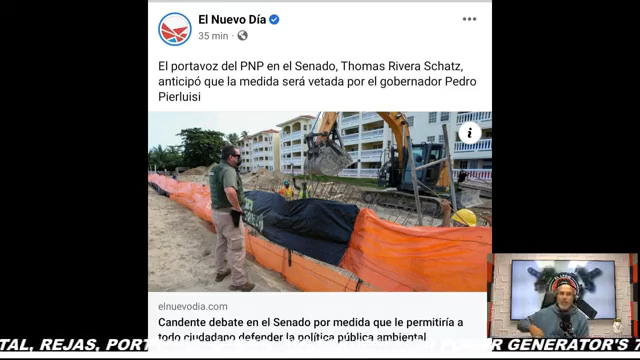 El Nuevo Día
35 min
El portavoz del PNP en el Senado, Thomas Rivera Schatz,
anticipó que la medida será vetada por el gobernador Pedro
Pierluisi
elnuevodia.com
Candente debate en el Senado por medida que le permitiría a
todo ciudadano defender la política pública ambiental
TAL, REJAS, PORT
GENERATOR'S 7